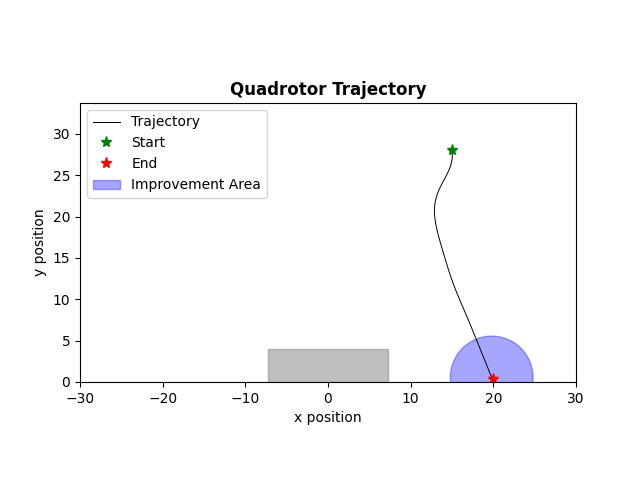 Quadrotor Trajectory
Trajectory
Start
End
Improvement Area
y position
30
25
20
15
10
5
0
−30
−20
−10
0
10
20
30
x position